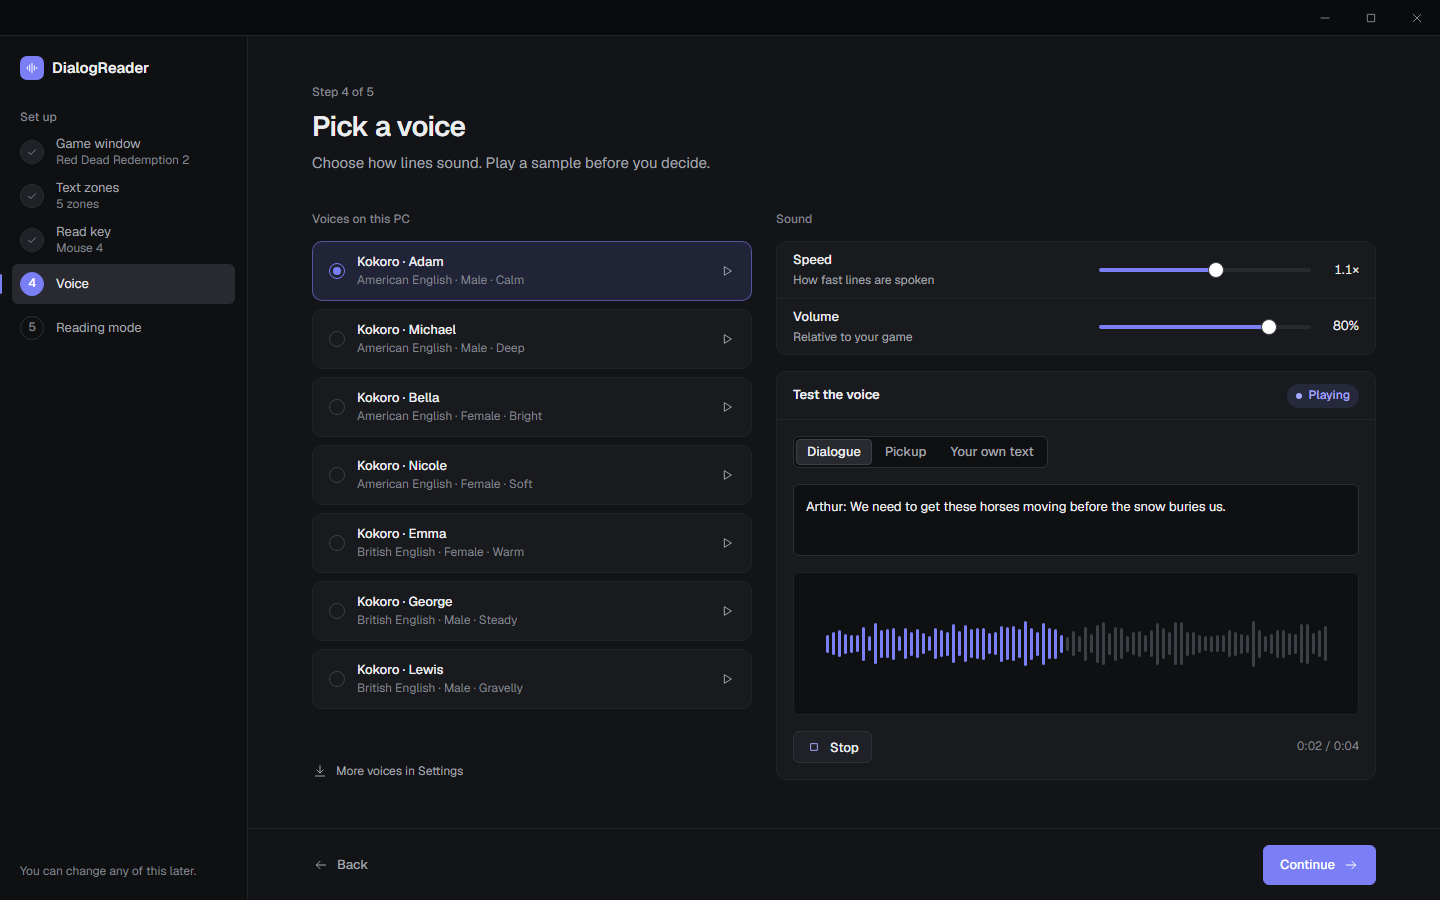 DialogReader
Set up
Game window
Red Dead Redemption 2
Text zones
5 zones
Read key
Mouse 4
4 Voice
5 Reading mode
You can change any of this later.
Step 4 of 5
Pick a voice
Choose how lines sound. Play a sample before you decide.
Voices on this PC
Kokoro · Adam
American English · Male · Calm
Kokoro · Michael
American English · Male · Deep
Kokoro · Bella
American English · Female · Bright
Kokoro · Nicole
American English · Female · Soft
Kokoro · Emma
British English · Female · Warm
Kokoro · George
British English · Male · Steady
Kokoro · Lewis
British English · Male · Gravelly
More voices in Settings
Sound
Speed
How fast lines are spoken
1.1×
Volume
Relative to your game
80%
Test the voice
Playing
Dialogue Pickup Your own text
Arthur: We need to get these horses moving before the snow buries us.
Stop
0:02 / 0:04
Back
Continue